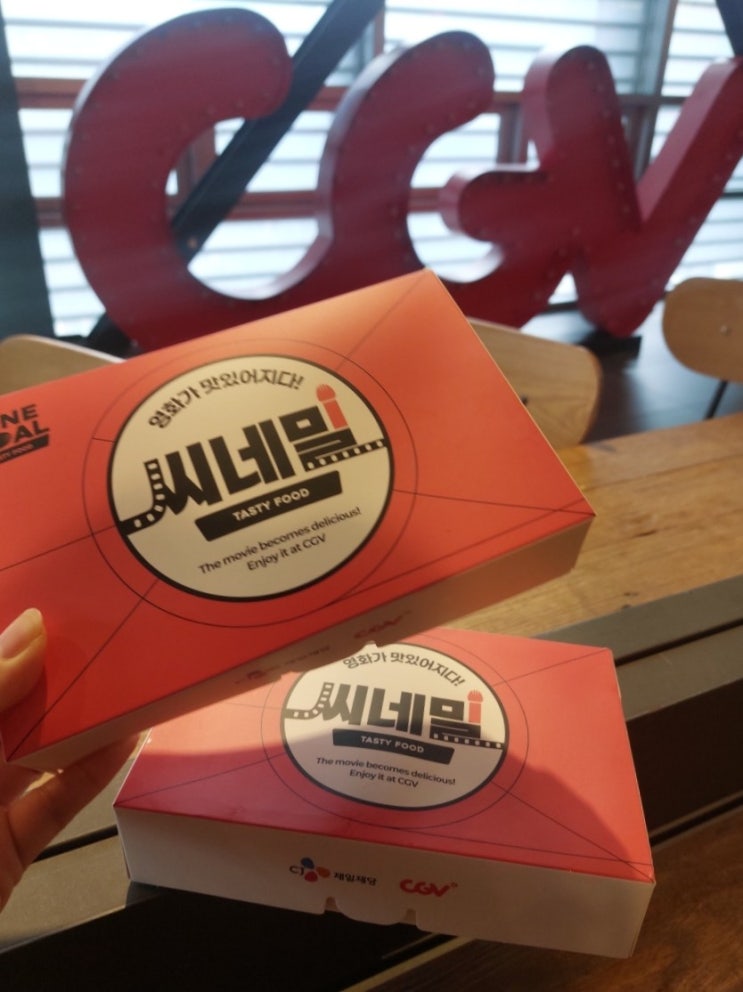 CGV
영화가 맛있어지다!
씨네밀
TASTY FOOD
The movie becomes delicious!
Enjoy it at CGV
CGV
영화가 맛있어지다!
씨네밀
TASTY FOOD
The movie becomes delicious!
Enjoy it at CGV
CJ 제일제당 CGV